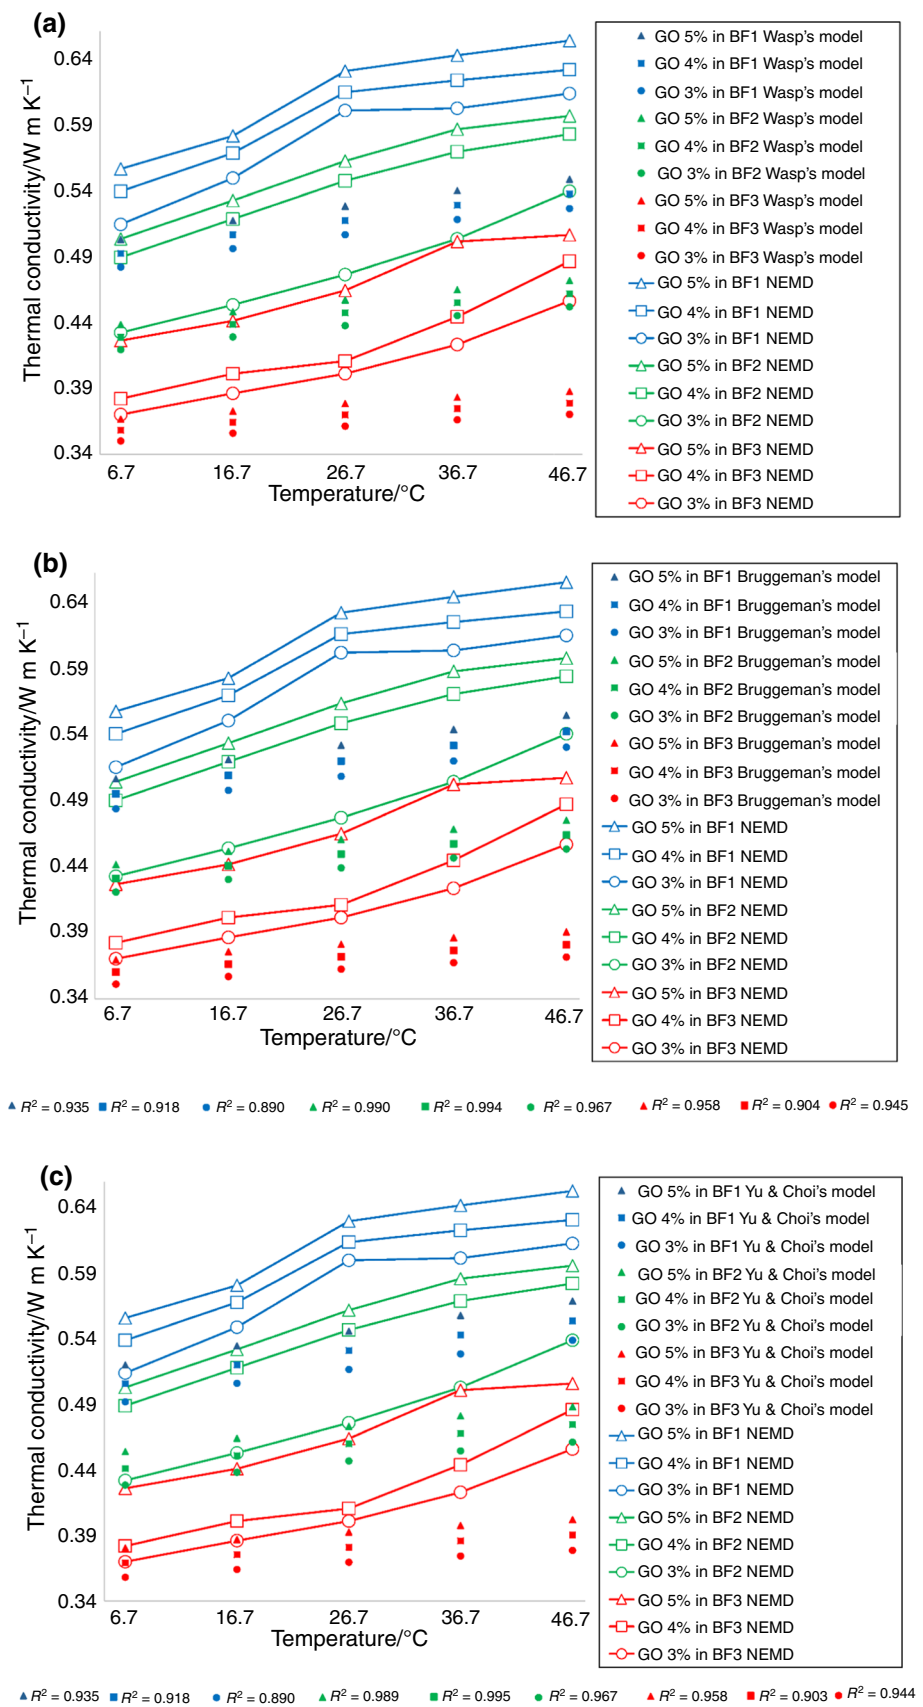 (a)
Thermal conductivity/W m K⁻¹
0.64
0.59
0.54
0.49
0.44
0.39
0.34
6.7 16.7 26.7 36.7 46.7
Temperature/°C
GO 5% in BF1 Wasp's model
GO 4% in BF1 Wasp's model
GO 3% in BF1 Wasp's model
GO 5% in BF2 Wasp's model
GO 4% in BF2 Wasp's model
GO 3% in BF2 Wasp's model
GO 5% in BF3 Wasp's model
GO 4% in BF3 Wasp's model
GO 3% in BF3 Wasp's model
GO 5% in BF1 NEMD
GO 4% in BF1 NEMD
GO 3% in BF1 NEMD
GO 5% in BF2 NEMD
GO 4% in BF2 NEMD
GO 3% in BF2 NEMD
GO 5% in BF3 NEMD
GO 4% in BF3 NEMD
GO 3% in BF3 NEMD
(b)
Thermal conductivity/W m K⁻¹
0.64
0.59
0.54
0.49
0.44
0.39
0.34
6.7 16.7 26.7 36.7 46.7
Temperature/°C
GO 5% in BF1 Bruggeman's model
GO 4% in BF1 Bruggeman's model
GO 3% in BF1 Bruggeman's model
GO 5% in BF2 Bruggeman's model
GO 4% in BF2 Bruggeman's model
GO 3% in BF2 Bruggeman's model
GO 5% in BF3 Bruggeman's model
GO 4% in BF3 Bruggeman's model
GO 3% in BF3 Bruggeman's model
GO 5% in BF1 NEMD
GO 4% in BF1 NEMD
GO 3% in BF1 NEMD
GO 5% in BF2 NEMD
GO 4% in BF2 NEMD
GO 3% in BF2 NEMD
GO 5% in BF3 NEMD
GO 4% in BF3 NEMD
GO 3% in BF3 NEMD
R² = 0.935 R² = 0.918 R² = 0.890 R² = 0.990 R² = 0.994 R² = 0.967 R² = 0.958 R² = 0.904 R² = 0.945
(c)
Thermal conductivity/W m K⁻¹
0.64
0.59
0.54
0.49
0.44
0.39
0.34
6.7 16.7 26.7 36.7 46.7
Temperature/°C
GO 5% in BF1 Yu & Choi's model
GO 4% in BF1 Yu & Choi's model
GO 3% in BF1 Yu & Choi's model
GO 5% in BF2 Yu & Choi's model
GO 4% in BF2 Yu & Choi's model
GO 3% in BF2 Yu & Choi's model
GO 5% in BF3 Yu & Choi's model
GO 4% in BF3 Yu & Choi's model
GO 3% in BF3 Yu & Choi's model
GO 5% in BF1 NEMD
GO 4% in BF1 NEMD
GO 3% in BF1 NEMD
GO 5% in BF2 NEMD
GO 4% in BF2 NEMD
GO 3% in BF2 NEMD
GO 5% in BF3 NEMD
GO 4% in BF3 NEMD
GO 3% in BF3 NEMD
R² = 0.935 R² = 0.918 R² = 0.890 R² = 0.989 R² = 0.995 R² = 0.967 R² = 0.958 R² = 0.903 R² = 0.944